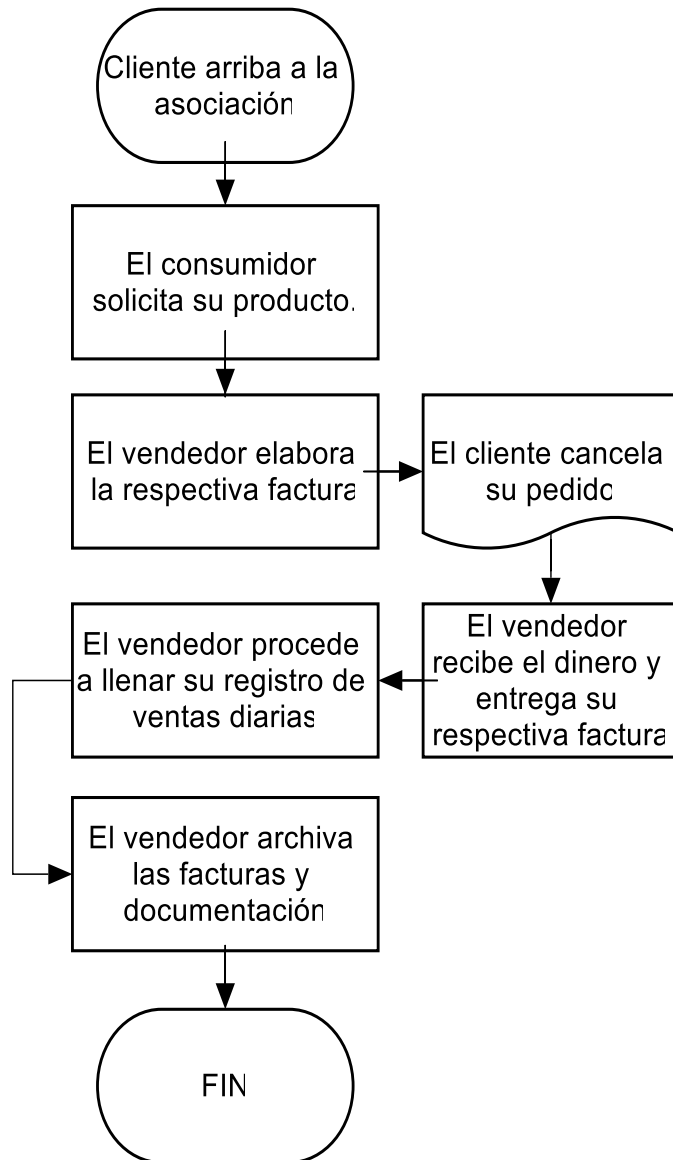 Cliente arriba a la
asociación
El consumidor
solicita su producto.
El vendedor elabora
la respectiva factura
El cliente cancela
su pedido
El vendedor
recibe el dinero y
entrega su
respectiva factura
El vendedor procede
a llenar su registro de
ventas diarias
El vendedor archiva
las facturas y
documentación
FIN